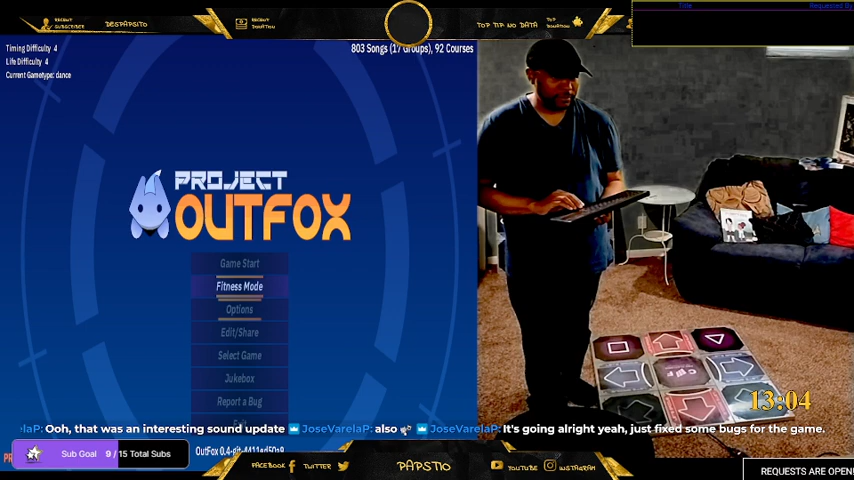 RECENT SUBSCRIBER
DESPAPSITO
RECENT DONATION
TOP TIP NO DATA
TOP DONATION
Title
Requested By
Timing Difficulty 4
Life Difficulty 4
Current Gametype: dance
803 Songs (17 Groups), 92 Courses
PROJECT
OUTFOX
Game Start
Fitness Mode
Options
Edit/Share
Select Game
Jukebox
Report a Bug
13:04
elaP: Ooh, that was an interesting sound update JoseVarelaP: also JoseVarelaP: It's going alright yeah, just fixed some bugs for the game.
Sub Goal 9 / 15 Total Subs
FACEBOOK
TWITTER
PAPSTIO
YOUTUBE
INSTAGRAM
REQUESTS ARE OPEN!